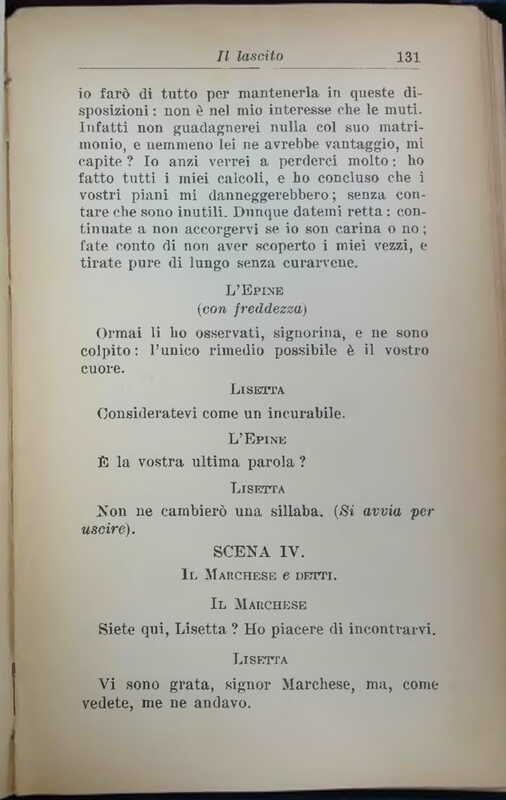 Il lascito 131
io farò di tutto per mantenerla in queste di-
sposizioni: non è nel mio interesse che le muti.
Infatti non guadagnerei nulla col suo matri-
monio, e nemmeno lei ne avrebbe vantaggio, mi
capite? Io anzi verrei a perderci molto: ho
fatto tutti i miei calcoli, e ho concluso che i
vostri piani mi danneggerebbero; senza con-
tare che sono inutili. Dunque datemi retta: con-
tinuate a non accorgervi se io son carina o no;
fate conto di non aver scoperto i miei vezzi, e
tirate pure di lungo senza curarvene.
L'EPINE
(con freddezza)
Ormai li ho osservati, signorina, e ne sono
colpito: l'unico rimedio possibile è il vostro
cuore.
LISETTA
Consideratevi come un incurabile.
L'EPINE
È la vostra ultima parola?
LISETTA
Non ne cambierò una sillaba. (Si avvia per
uscire).
SCENA IV.
IL MARCHESE e DETTI.
IL MARCHESE
Siete qui, Lisetta? Ho piacere di incontrarvi.
LISETTA
Vi sono grata, signor Marchese, ma, come
vedete, me ne andavo.